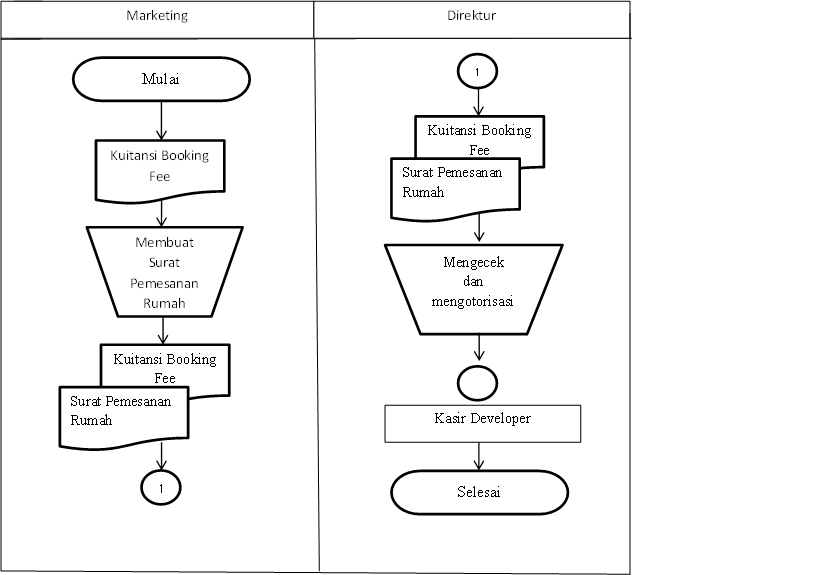 Marketing
Direktur
Mulai
Kuitansi Booking
Fee
Membuat
Surat
Pemesanan
Rumah
Kuitansi Booking
Fee
Surat Pemesanan
Rumah
1
1
Kuitansi Booking
Fee
Surat Pemesanan
Rumah
Mengecek
dan
mengotorisasi
Kasir Developer
Selesai